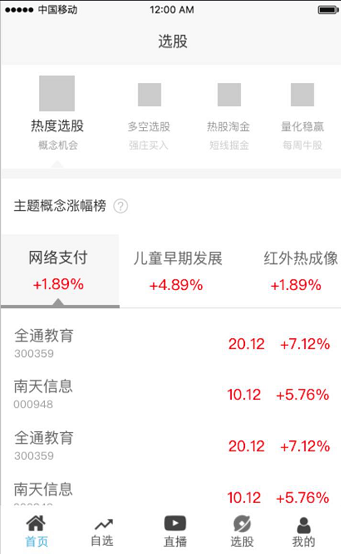 中国移动 12:00 AM
选股
热度选股 多空选股 热股淘金 量化稳赢
概念机会 强庄买入 短线掘金 每周牛股
主题概念涨幅榜 ?
网络支付 儿童早期发展 红外热成像
+1.89% +4.89% +1.89%
全通教育 20.12 +7.12%
300359
南天信息 10.12 +5.76%
000948
全通教育 20.12 +7.12%
300359
南天信息 10.12 +5.76%
首页 自选 直播 选股 我的